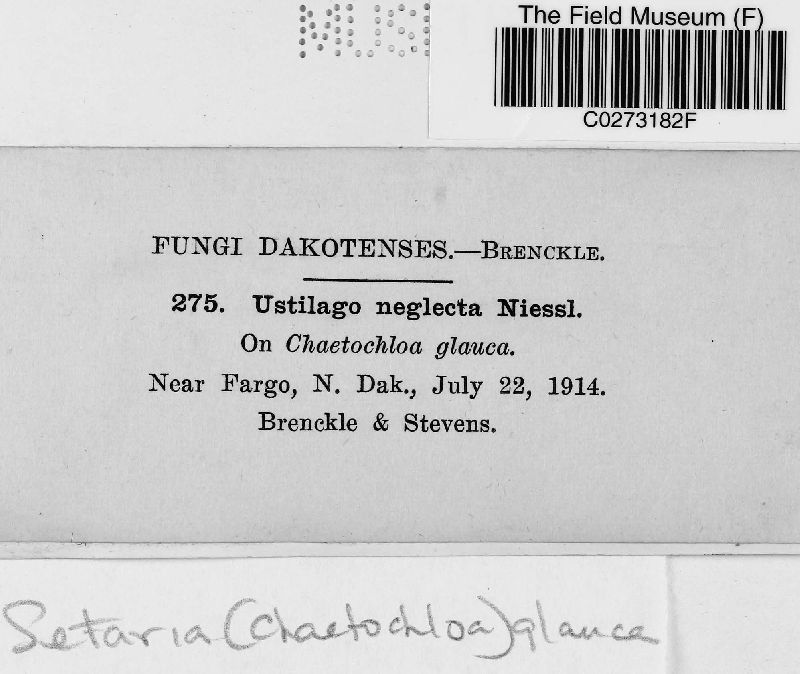 The Field Museum (F)
C0273182F
FUNGI DAKOTENSES.—BRENCKLE.
275. Ustilago neglecta Niessl.
On Chaetochloa glauca.
Near Fargo, N. Dak., July 22, 1914.
Brenckle & Stevens.
Setaria (Chaetochloa) glauca